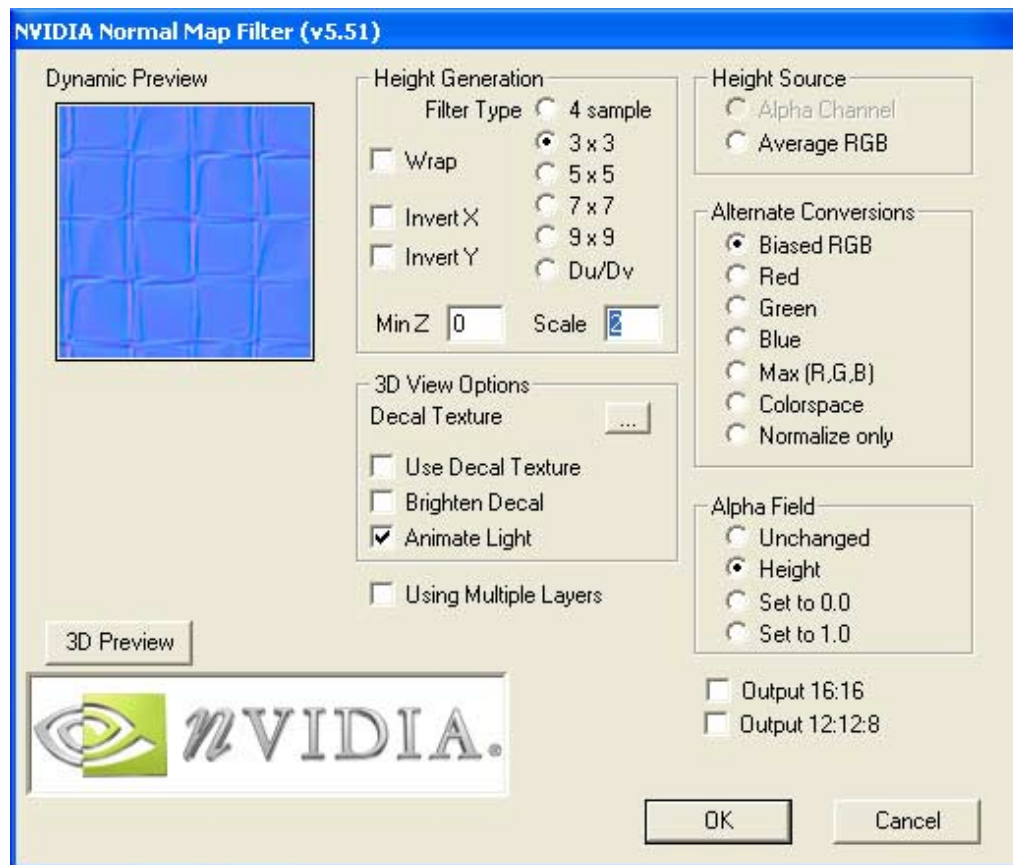 NVIDIA Normal Map Filter (v5.51)
Dynamic Preview
Height Generation
Filter Type
4 sample
3 x 3
5 x 5
7 x 7
9 x 9
Du/Dv
Wrap
Invert X
Invert Y
Min Z 0 Scale 2
3D View Options
Decal Texture ...
Use Decal Texture
Brighten Decal
Animate Light
Using Multiple Layers
Height Source
Alpha Channel
Average RGB
Alternate Conversions
Biased RGB
Red
Green
Blue
Max (R,G,B)
Colorspace
Normalize only
Alpha Field
Unchanged
Height
Set to 0.0
Set to 1.0
Output 16:16
Output 12:12:8
3D Preview
nVIDIA.®
OK Cancel